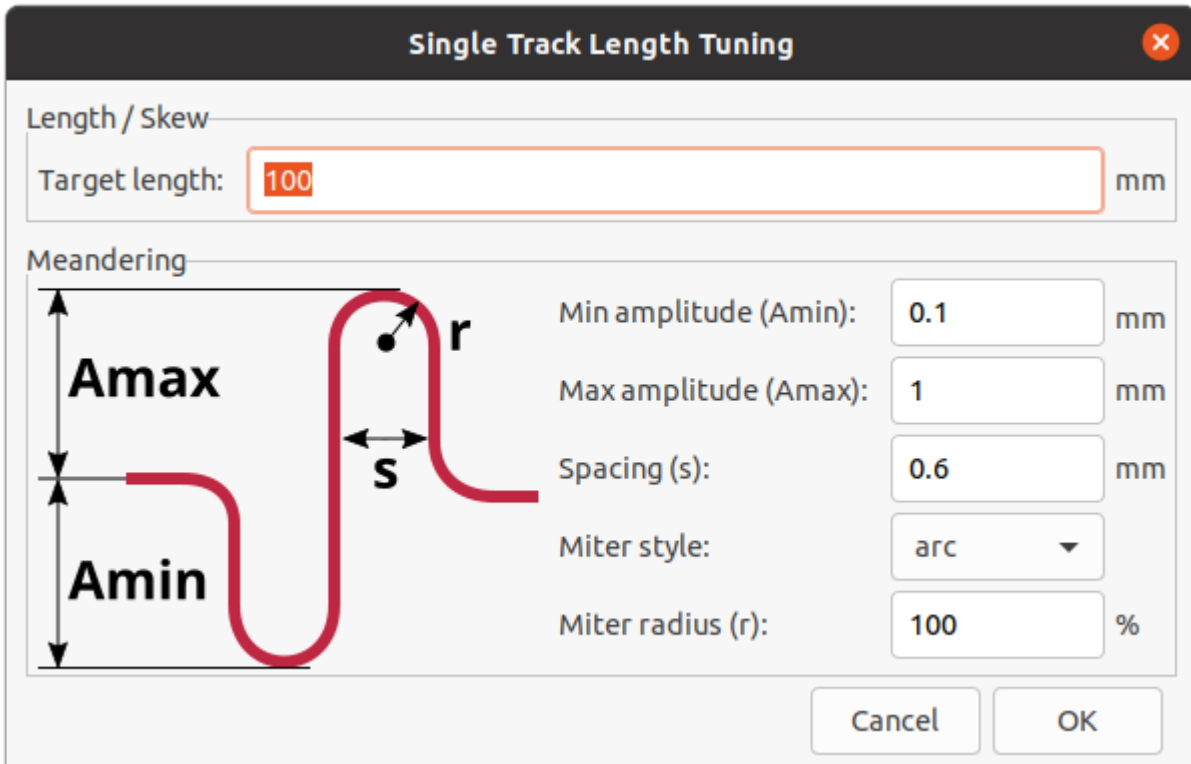 Single Track Length Tuning
Length / Skew
Target length: 100 mm
Meandering
Amax
Amin
r
s
Min amplitude (Amin): 0.1 mm
Max amplitude (Amax): 1 mm
Spacing (s): 0.6 mm
Miter style: arc
Miter radius (r): 100 %
Cancel OK